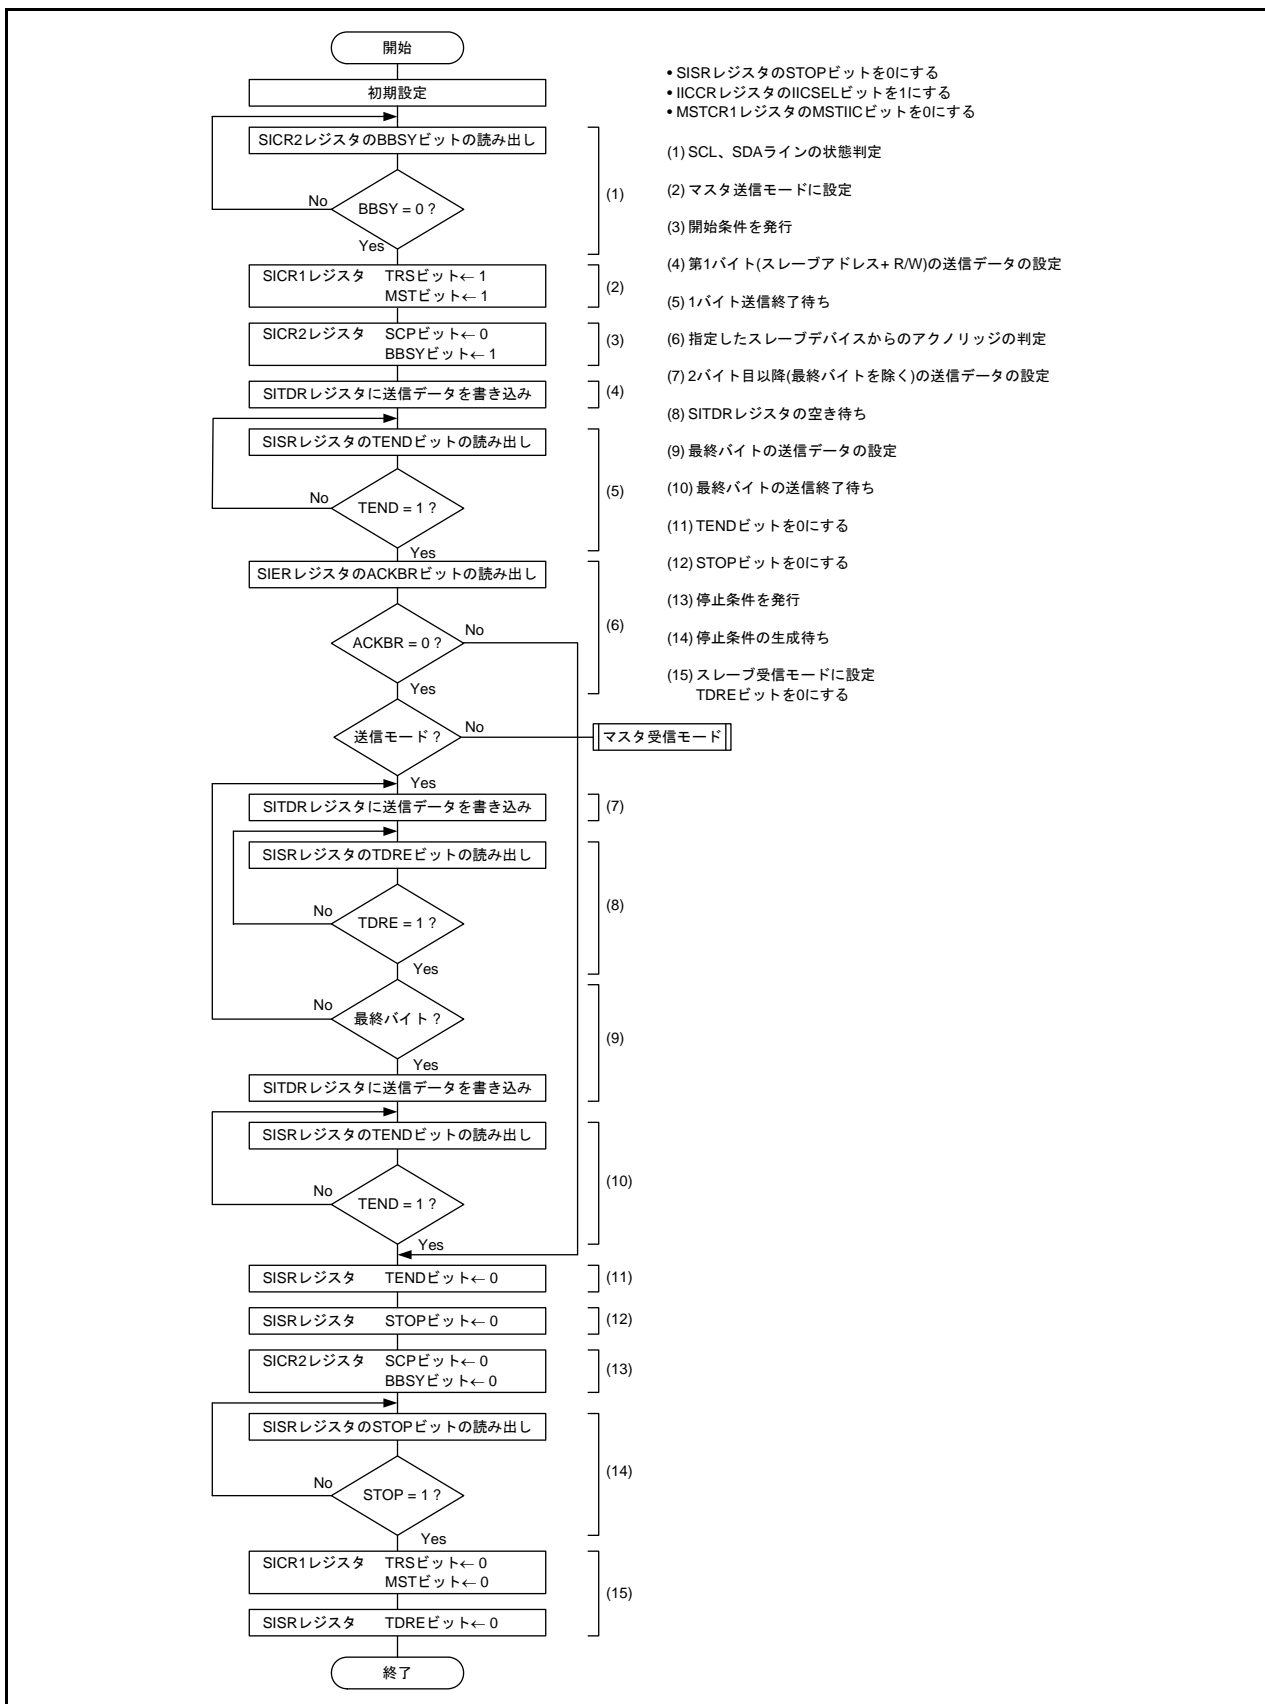 開始
初期設定
SICR2レジスタのBBSYビットの読み出し
BBSY = 0 ?
No
Yes
(1)
SICR1レジスタ TRSビット← 1
MSTビット← 1
(2)
SICR2レジスタ SCPビット← 0
BBSYビット← 1
(3)
SITDRレジスタに送信データを書き込み
(4)
SISRレジスタのTENDビットの読み出し
No
TEND = 1 ?
(5)
Yes
SIERレジスタのACKBRビットの読み出し
ACKBR = 0 ?
No
(6)
Yes
送信モード ?
No
マスタ受信モード
Yes
SITDRレジスタに送信データを書き込み
(7)
SISRレジスタのTDREビットの読み出し
No
TDRE = 1 ?
(8)
Yes
No
最終バイト ?
(9)
Yes
SITDRレジスタに送信データを書き込み
SISRレジスタのTENDビットの読み出し
No
TEND = 1 ?
(10)
Yes
SISRレジスタ TENDビット← 0
(11)
SISRレジスタ STOPビット← 0
(12)
SICR2レジスタ SCPビット← 0
BBSYビット← 0
(13)
SISRレジスタのSTOPビットの読み出し
No
STOP = 1 ?
(14)
Yes
SICR1レジスタ TRSビット← 0
MSTビット← 0
(15)
SISRレジスタ TDREビット← 0
終了
• SISRレジスタのSTOPビットを0にする
• IICCRレジスタのIICSELビットを1にする
• MSTCR1レジスタのMSTIICビットを0にする
(1) SCL、SDAラインの状態判定
(2) マスタ送信モードに設定
(3) 開始条件を発行
(4) 第1バイト(スレーブアドレス+ R/W)の送信データの設定
(5) 1バイト送信終了待ち
(6) 指定したスレーブデバイスからのアクノリッジの判定
(7) 2バイト目以降(最終バイトを除く)の送信データの設定
(8) SITDRレジスタの空き待ち
(9) 最終バイトの送信データの設定
(10) 最終バイトの送信終了待ち
(11) TENDビットを0にする
(12) STOPビットを0にする
(13) 停止条件を発行
(14) 停止条件の生成待ち
(15) スレーブ受信モードに設定
TDREビットを0にする